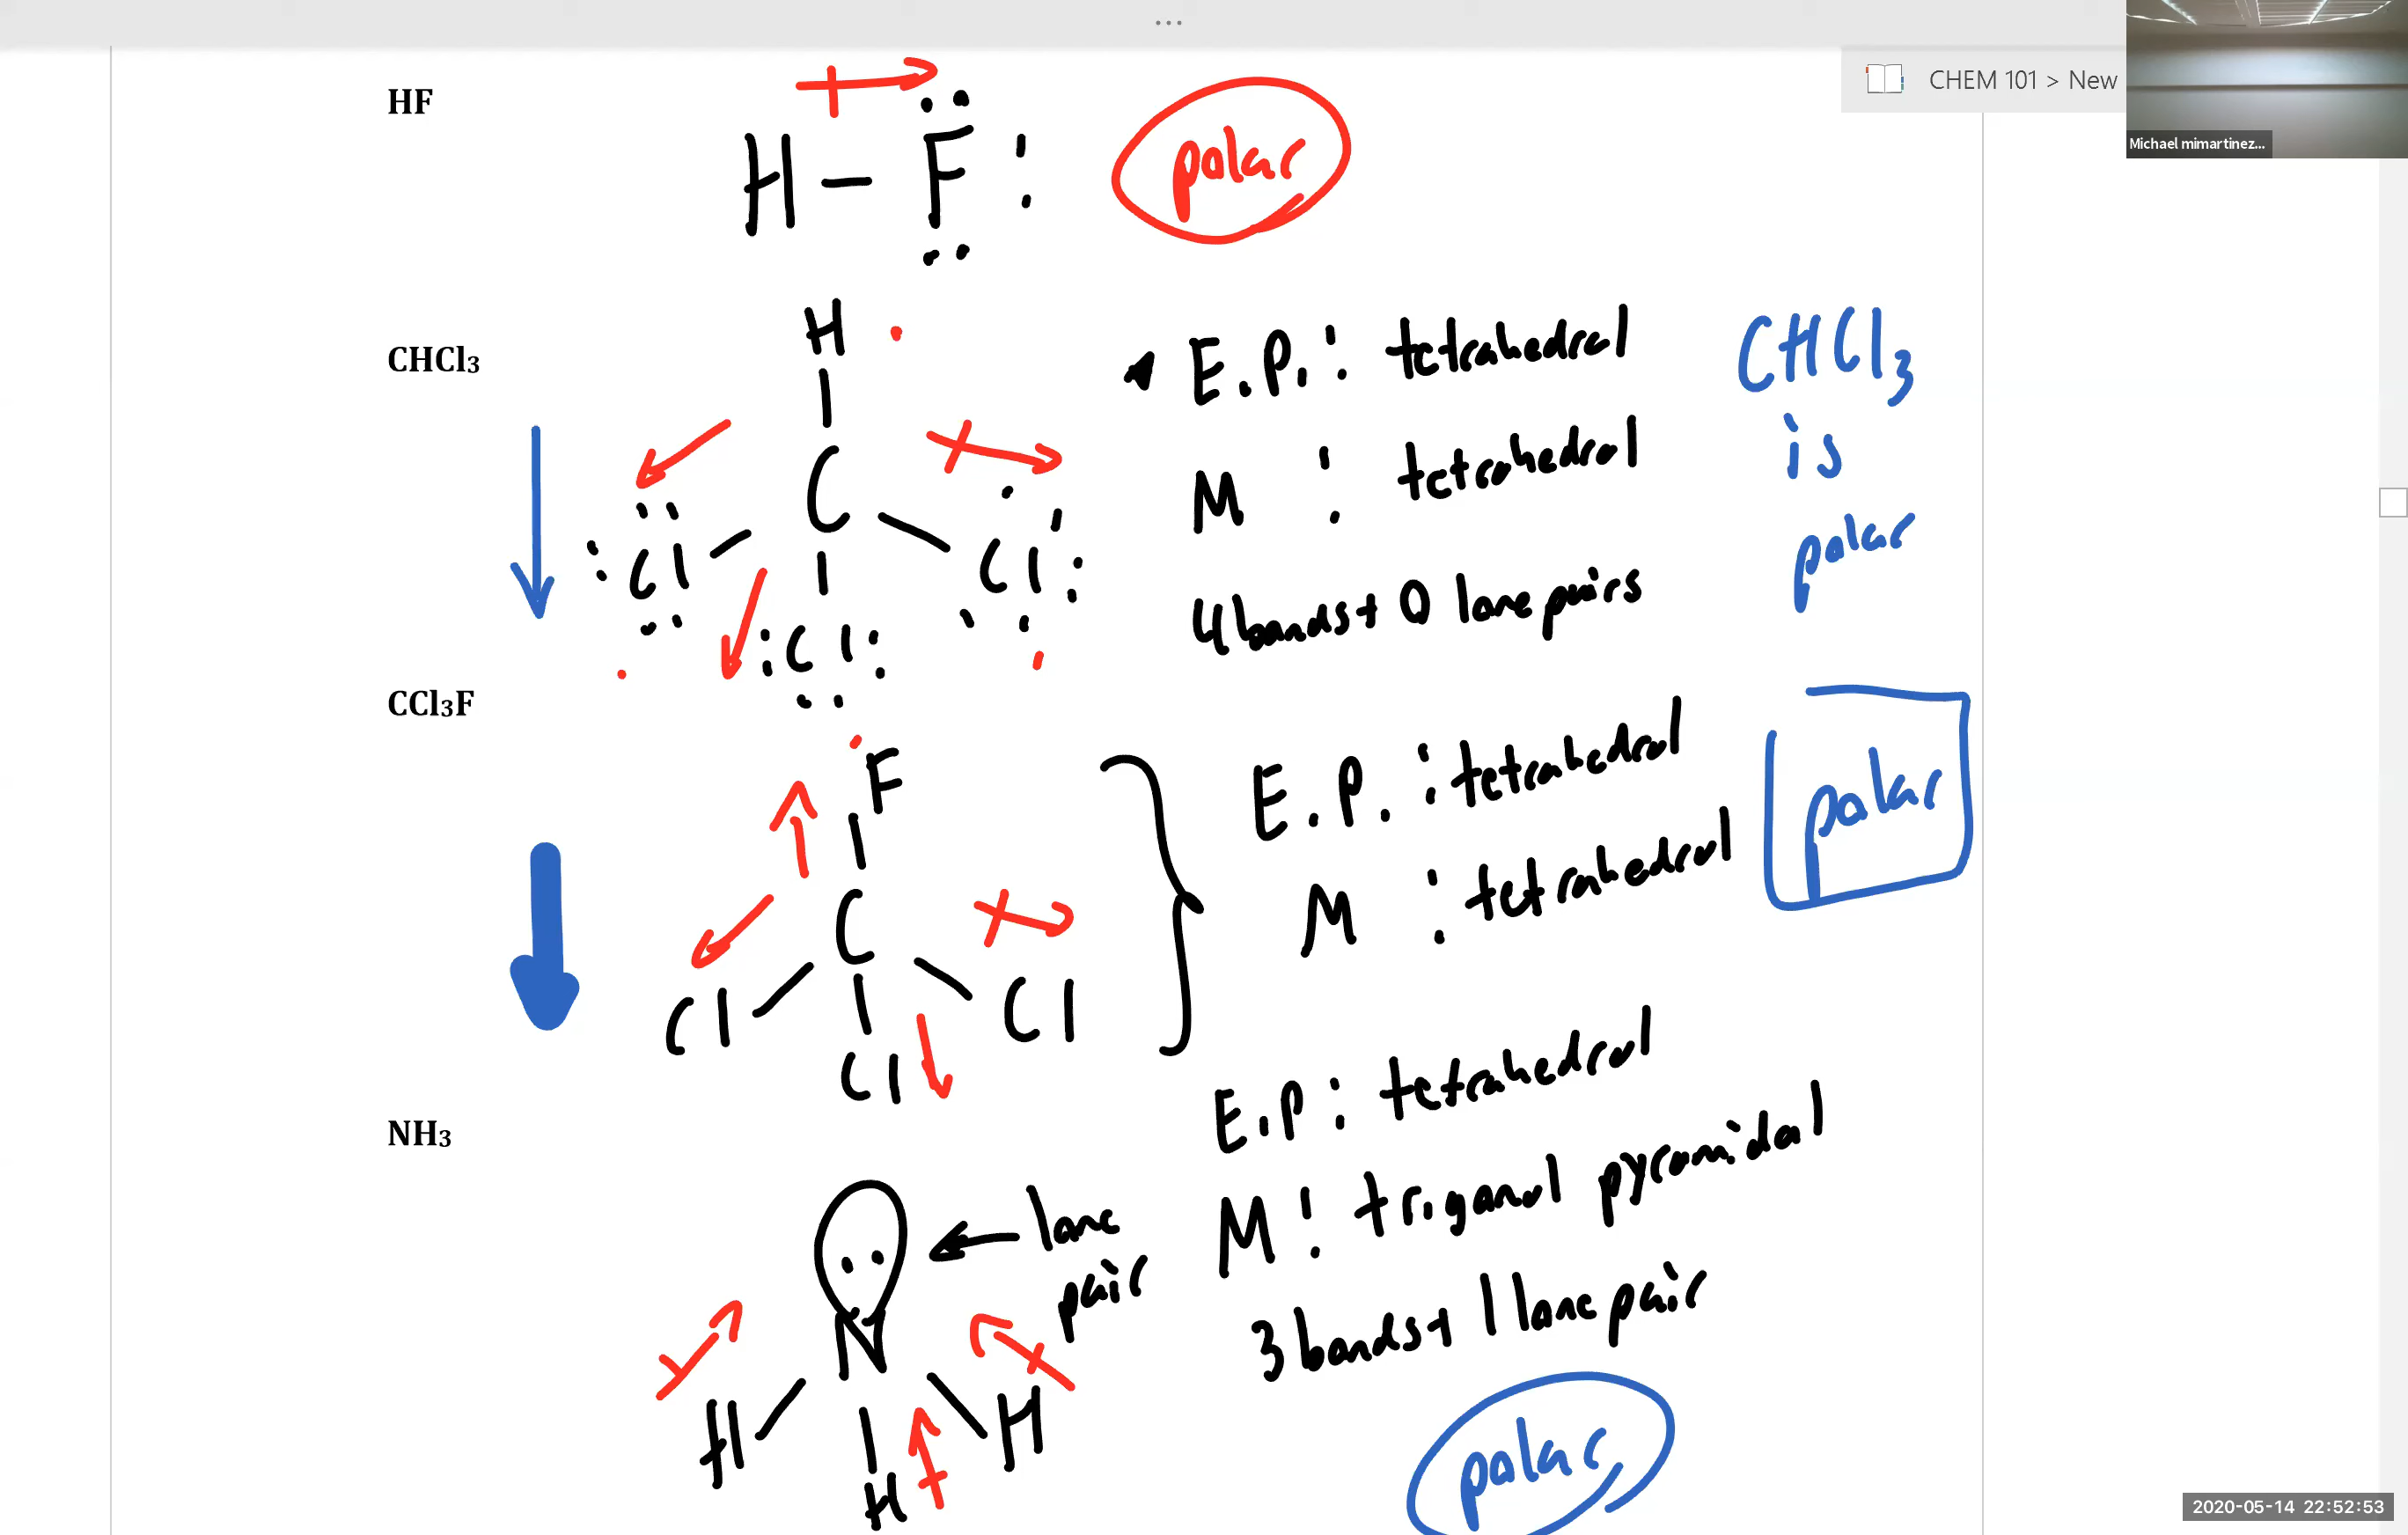 CHEM 101 > New
Michael mimartinez...
HF
H – F
polar
CHCl₃
H
C
Cl Cl
Cl
E.P.: tetrahedral
M : tetrahedral
4 bonds + 0 lone pairs
CHCl₃
is
polar
CCl₃F
F
C
Cl Cl
Cl
E.P.: tetrahedral
M : tetrahedral
polar
NH₃
N
H H
H
lone
pair
E.P: tetrahedral
M: trigonal pyramidal
3 bonds + 1 lone pair
polar
2020-05-14 22:52:53